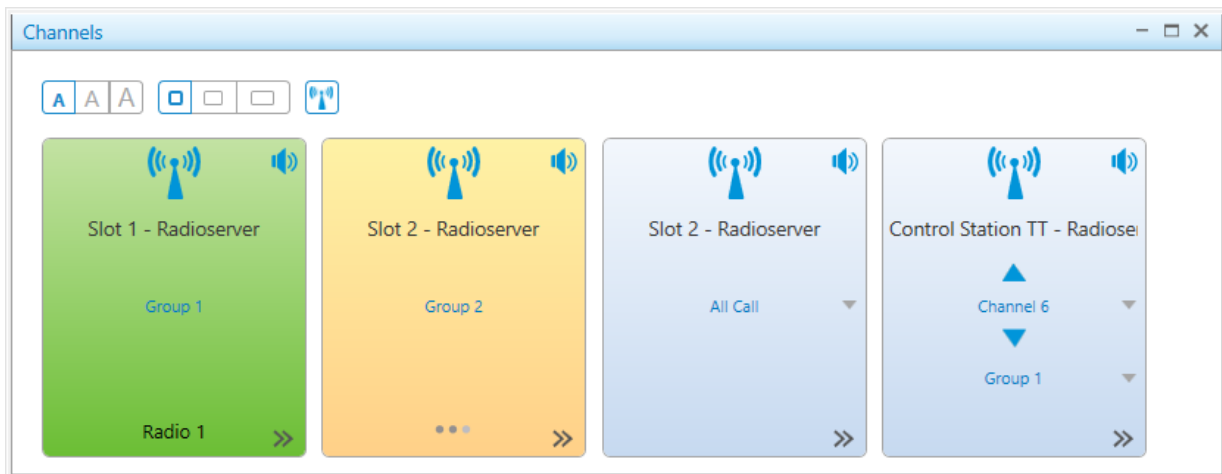 Channels
A A A
Slot 1 - Radioserver
Group 1
Radio 1
Slot 2 - Radioserver
Group 2
Slot 2 - Radioserver
All Call
Control Station TT - Radioser
Channel 6
Group 1